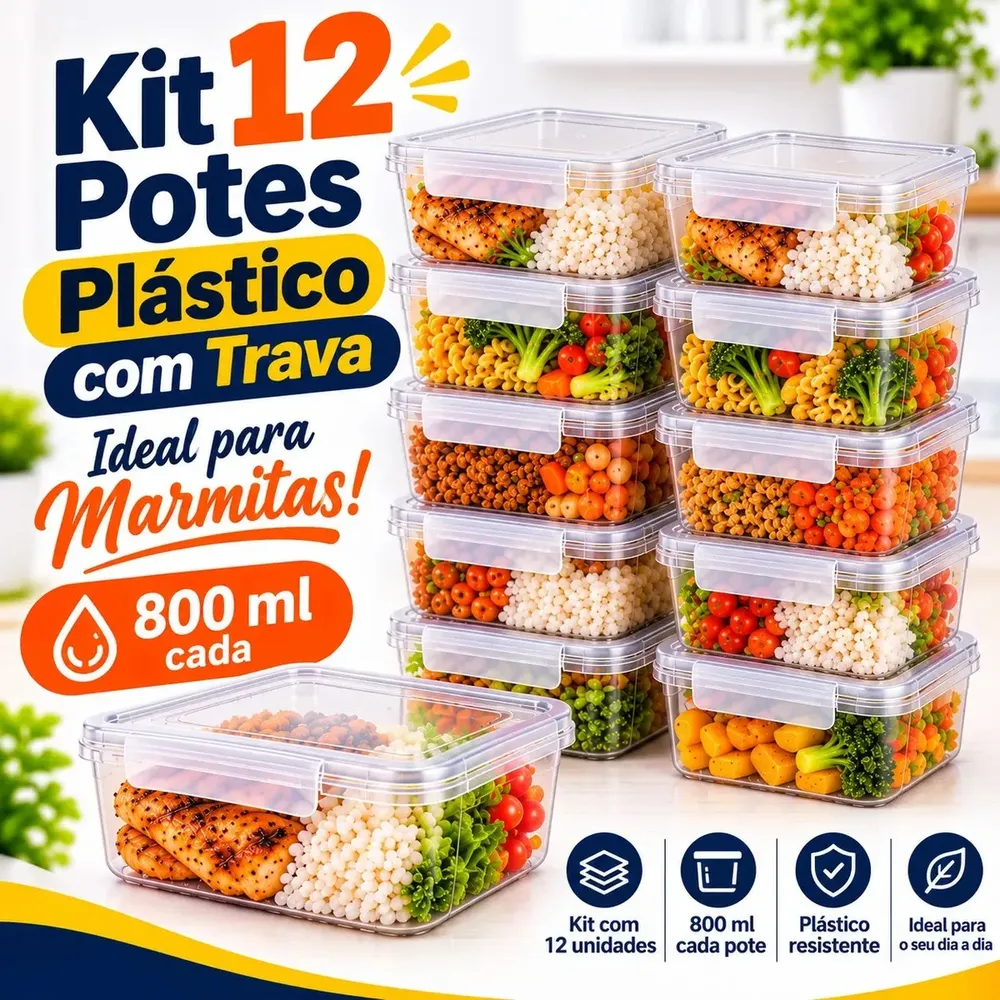 Kit 12
Potes
Plástico
com Trava
Ideal para
Marmitas!
800 ml
cada
Kit com
12 unidades
800 ml
cada pote
Plástico
resistente
Ideal para
o seu dia a dia